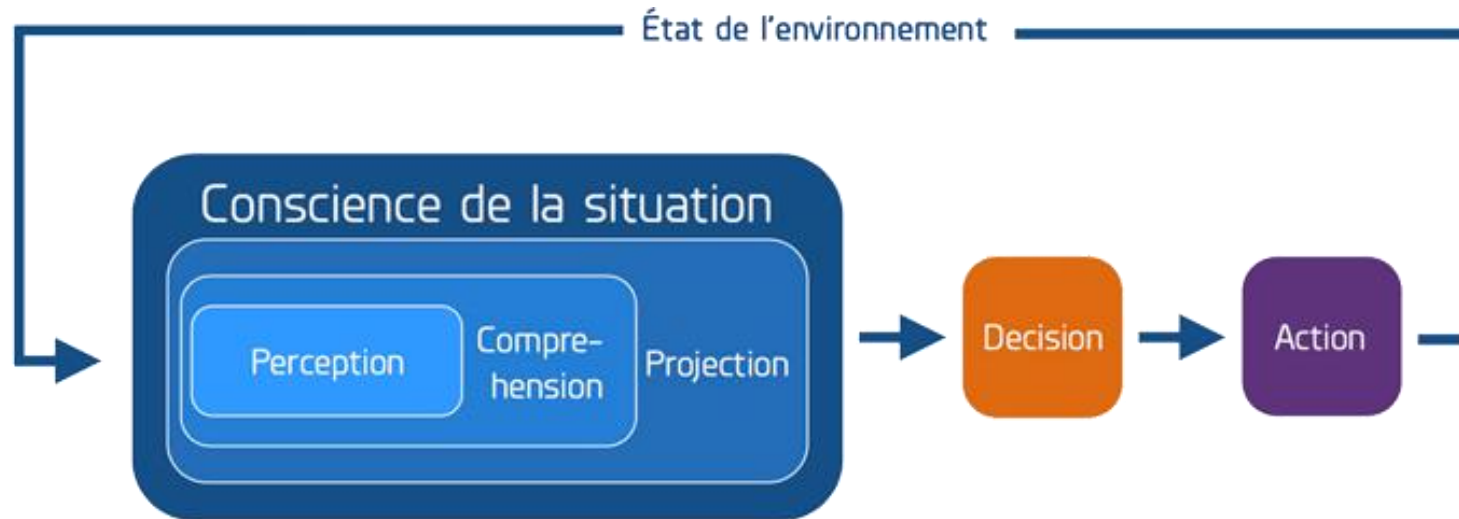 État de l'environnement
Conscience de la situation
Perception
Compre-
hension
Projection
Decision
Action